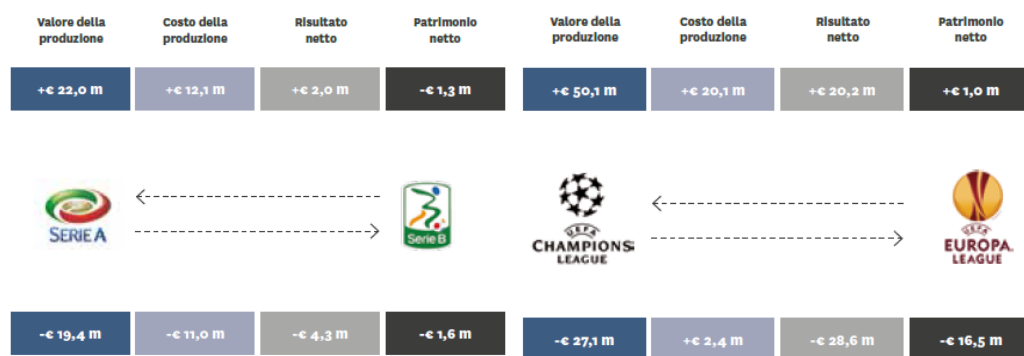 Valore della produzione
Costo della produzione
Risultato netto
Patrimonio netto
Valore della produzione
Costo della produzione
Risultato netto
Patrimonio netto
+€ 22,0 m
+€ 12,1 m
+€ 2,0 m
-€ 1,3 m
+€ 50,1 m
+€ 20,1 m
+€ 20,2 m
+€ 1,0 m
SERIE A
Serie B
UEFA
CHAMPIONS
LEAGUE
UEFA
EUROPA
LEAGUE
-€ 19,4 m
-€ 11,0 m
-€ 4,3 m
-€ 1,6 m
-€ 27,1 m
+€ 2,4 m
-€ 28,6 m
-€ 16,5 m